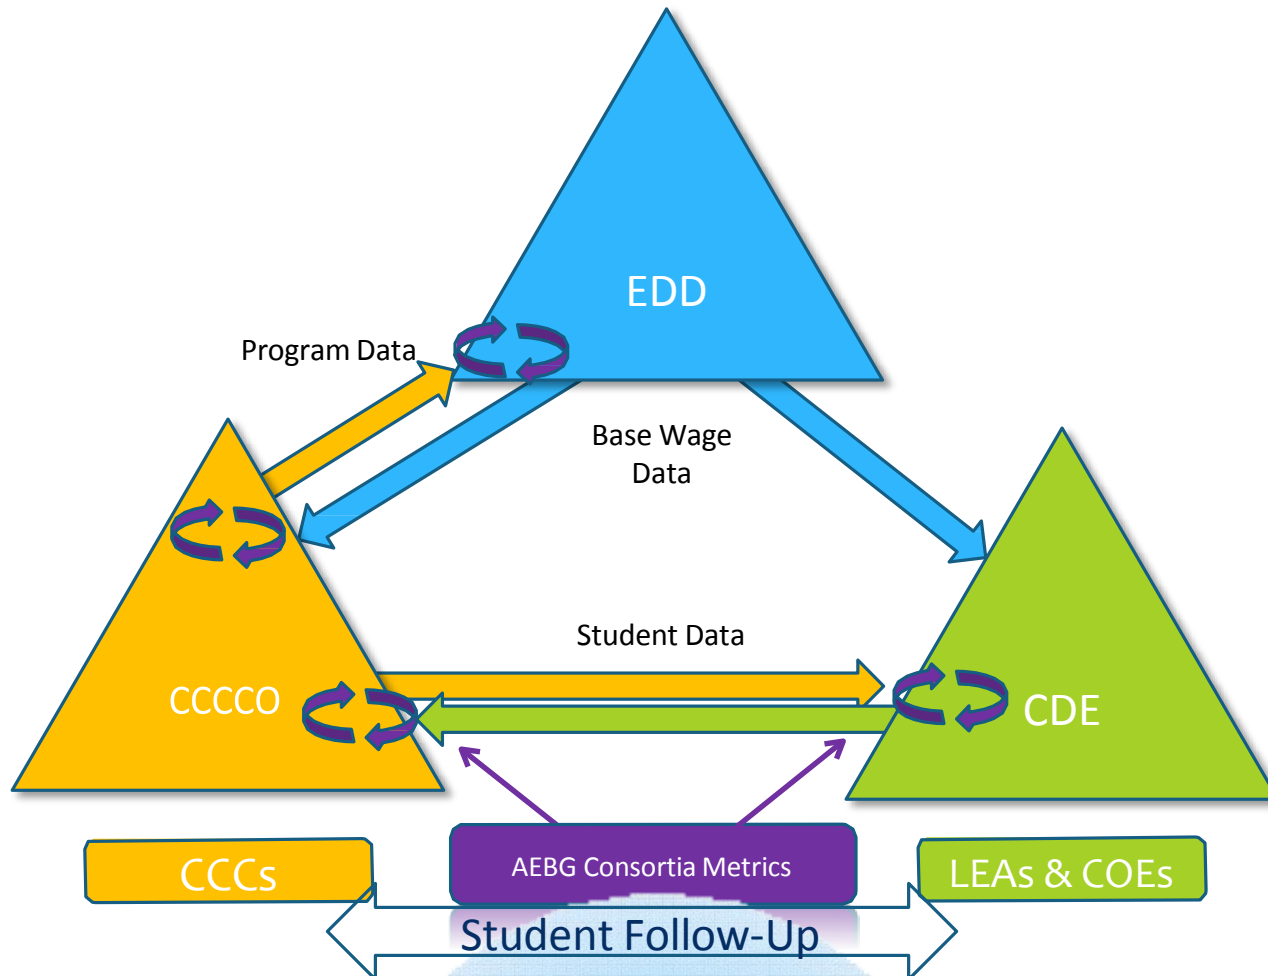 EDD
Program Data
Base Wage
Data
Student Data
CCCCO
CDE
CCCs
AEBG Consortia Metrics
LEAs & COEs
Student Follow-Up